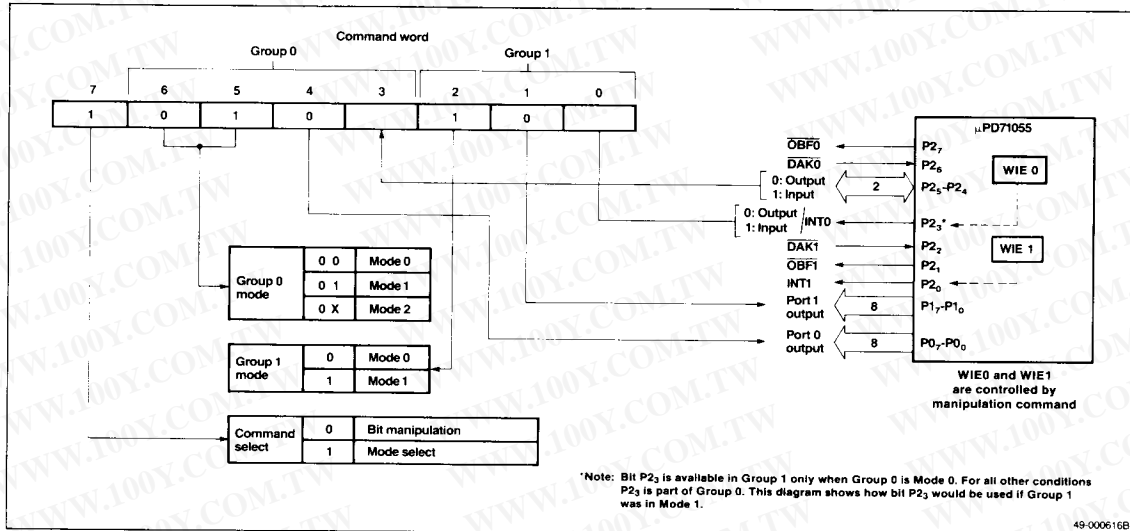 Command word
Group 0
Group 1
7 6 5 4 3 2 1 0
1 0 1 0 1 0
μPD71055
OBF0 P2₇
DAK0 P2₆
WIE 0
0: Output
1: Input
2 P2₅-P2₄
0: Output
1: Input
/INT0 P2₃*
WIE 1
DAK1 P2₂
OBF1 P2₁
INT1 P2₀
Port 1
output
8 P1₇-P1₀
Port 0
output
8 P0₇-P0₀
WIE0 and WIE1
are controlled by
manipulation command
Group 0
mode
0 0 Mode 0
0 1 Mode 1
0 X Mode 2
Group 1
mode
0 Mode 0
1 Mode 1
Command
select
0 Bit manipulation
1 Mode select
*Note: Bit P2₃ is available in Group 1 only when Group 0 is Mode 0. For all other conditions
P2₃ is part of Group 0. This diagram shows how bit P2₃ would be used if Group 1
was in Mode 1.
49-000616B
WWW.100Y.COM.TW